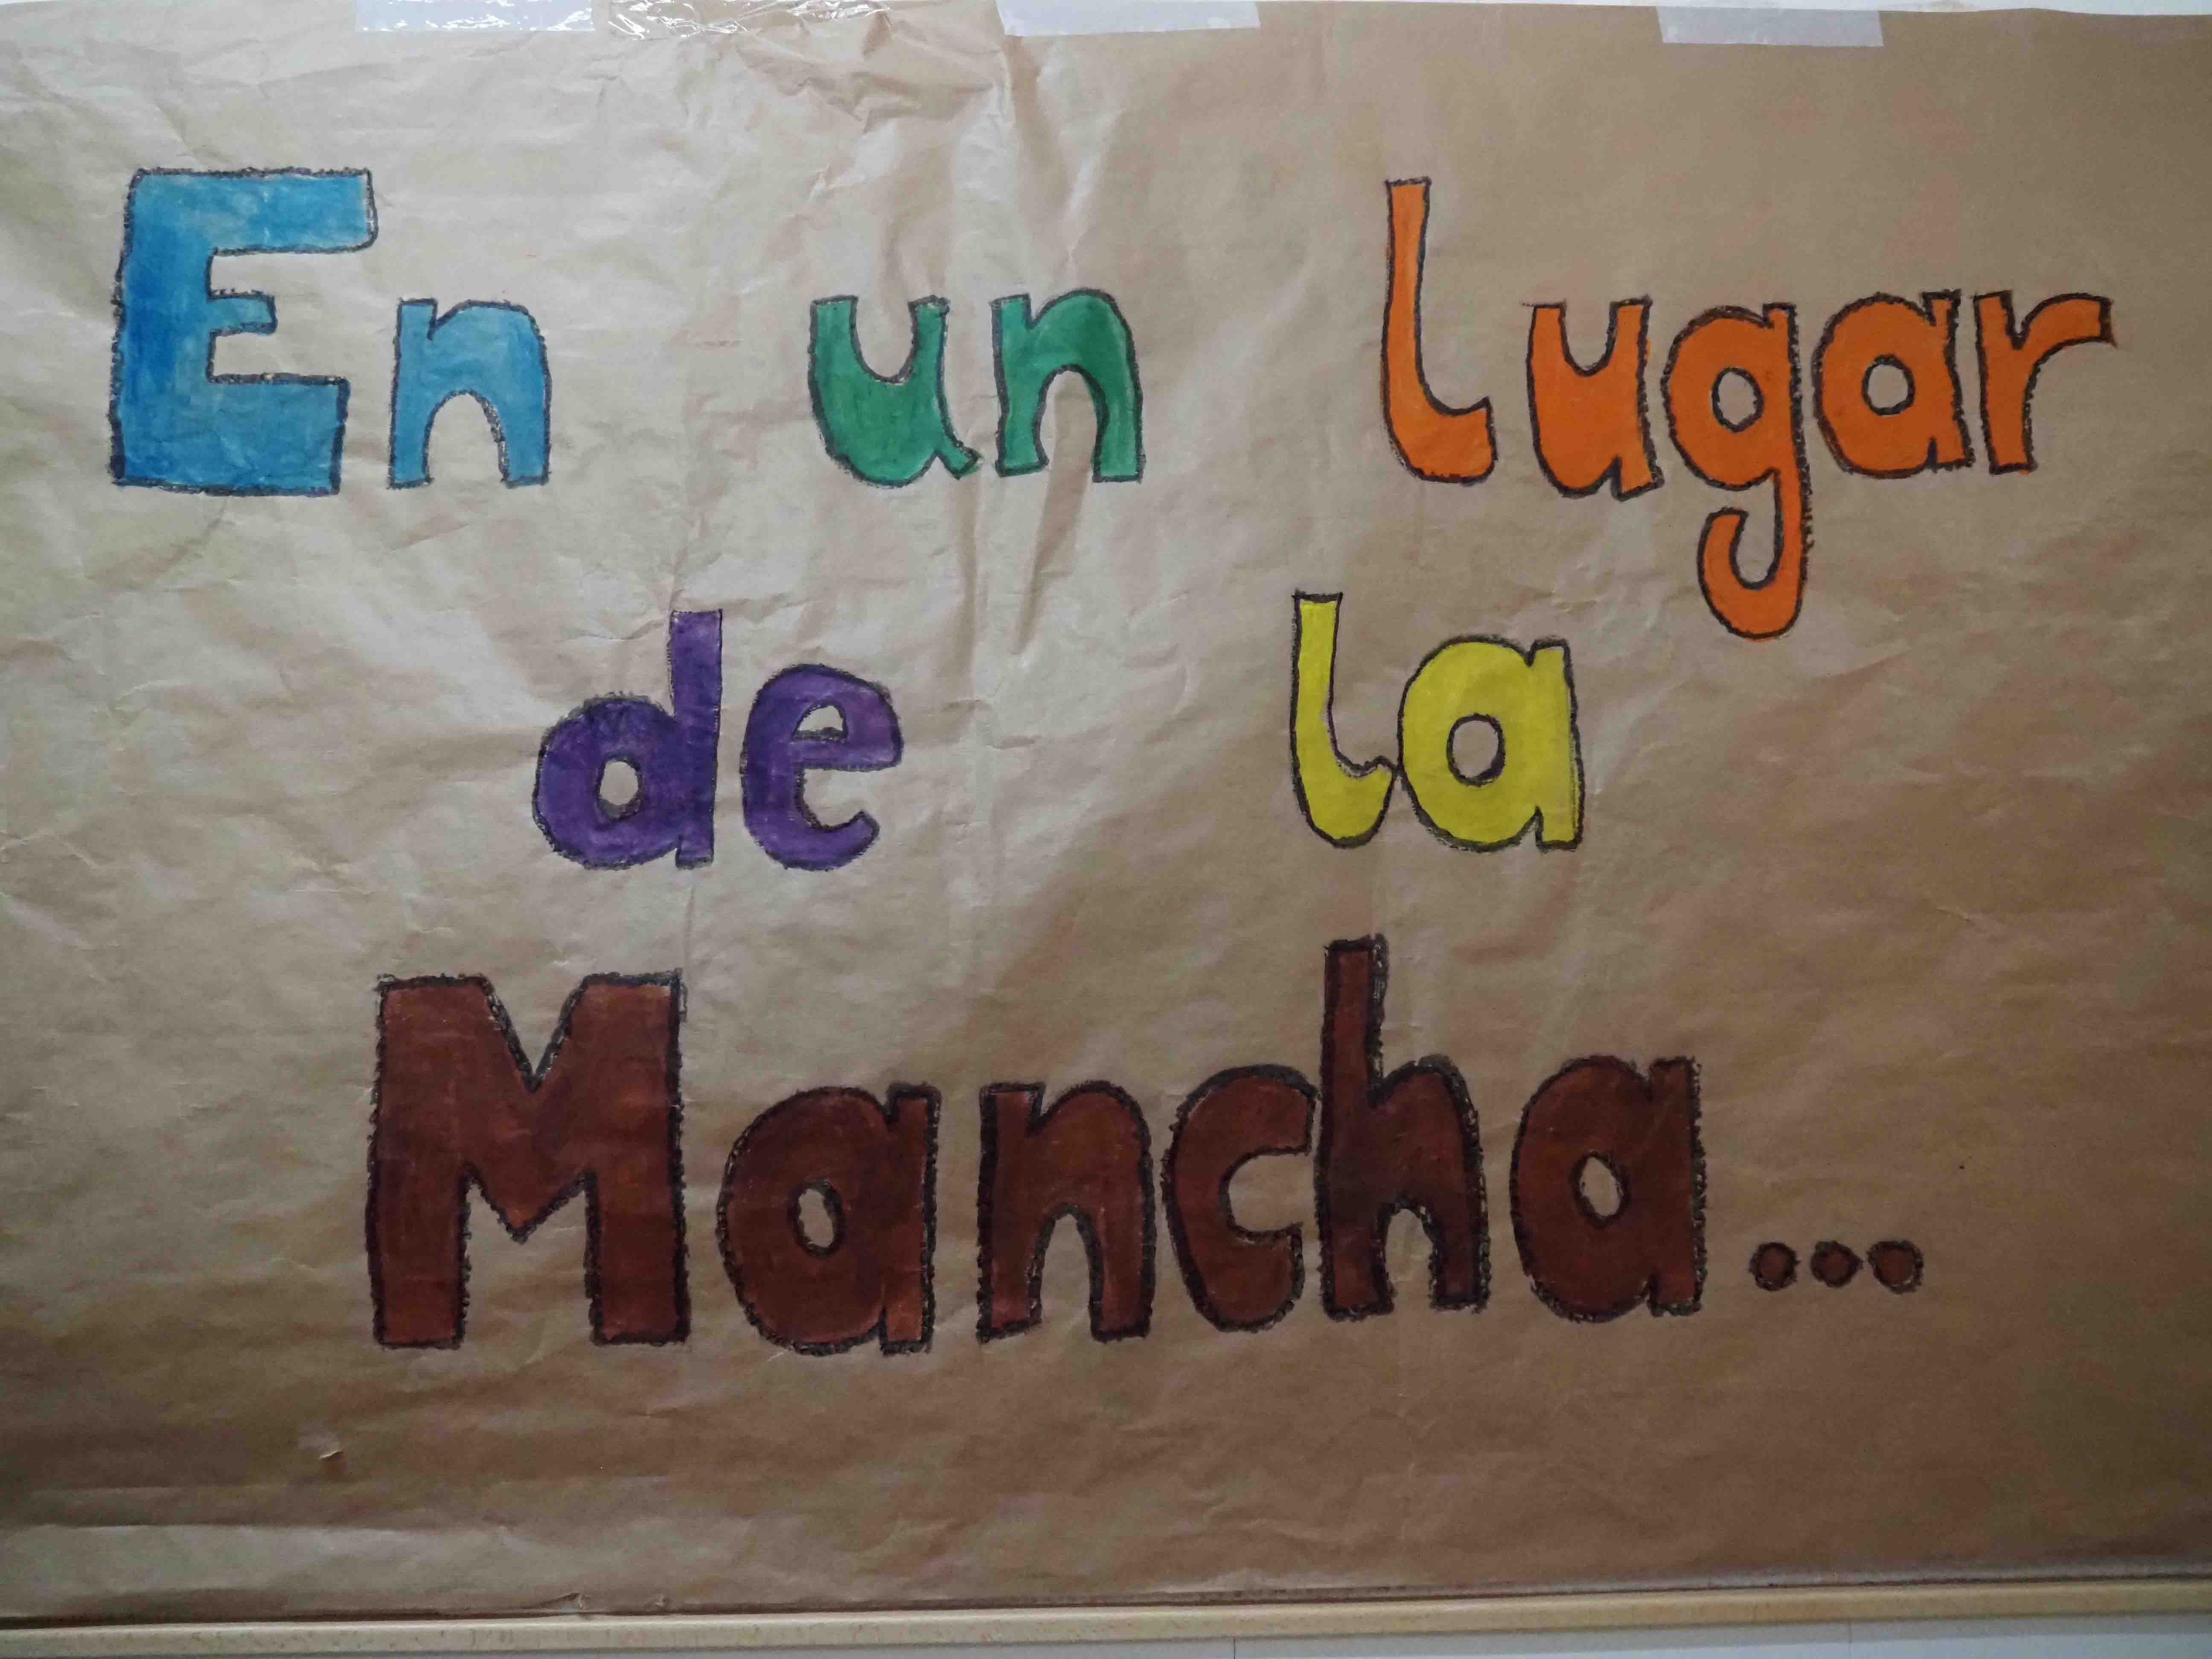 En un lugar
de la
Mancha...